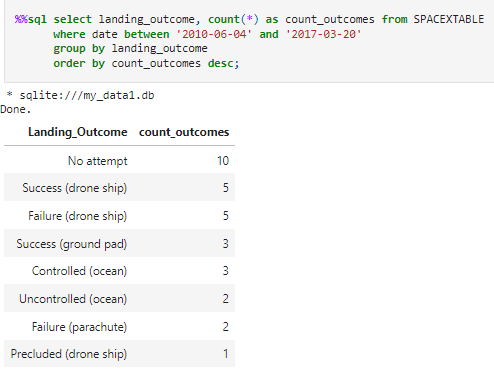 %%sql select landing_outcome, count(*) as count_outcomes from SPACEXTABLE
where date between '2010-06-04' and '2017-03-20'
group by landing_outcome
order by count_outcomes desc;
* sqlite:///my_data1.db
Done.
Landing_Outcome count_outcomes
No attempt 10
Success (drone ship) 5
Failure (drone ship) 5
Success (ground pad) 3
Controlled (ocean) 3
Uncontrolled (ocean) 2
Failure (parachute) 2
Precluded (drone ship) 1